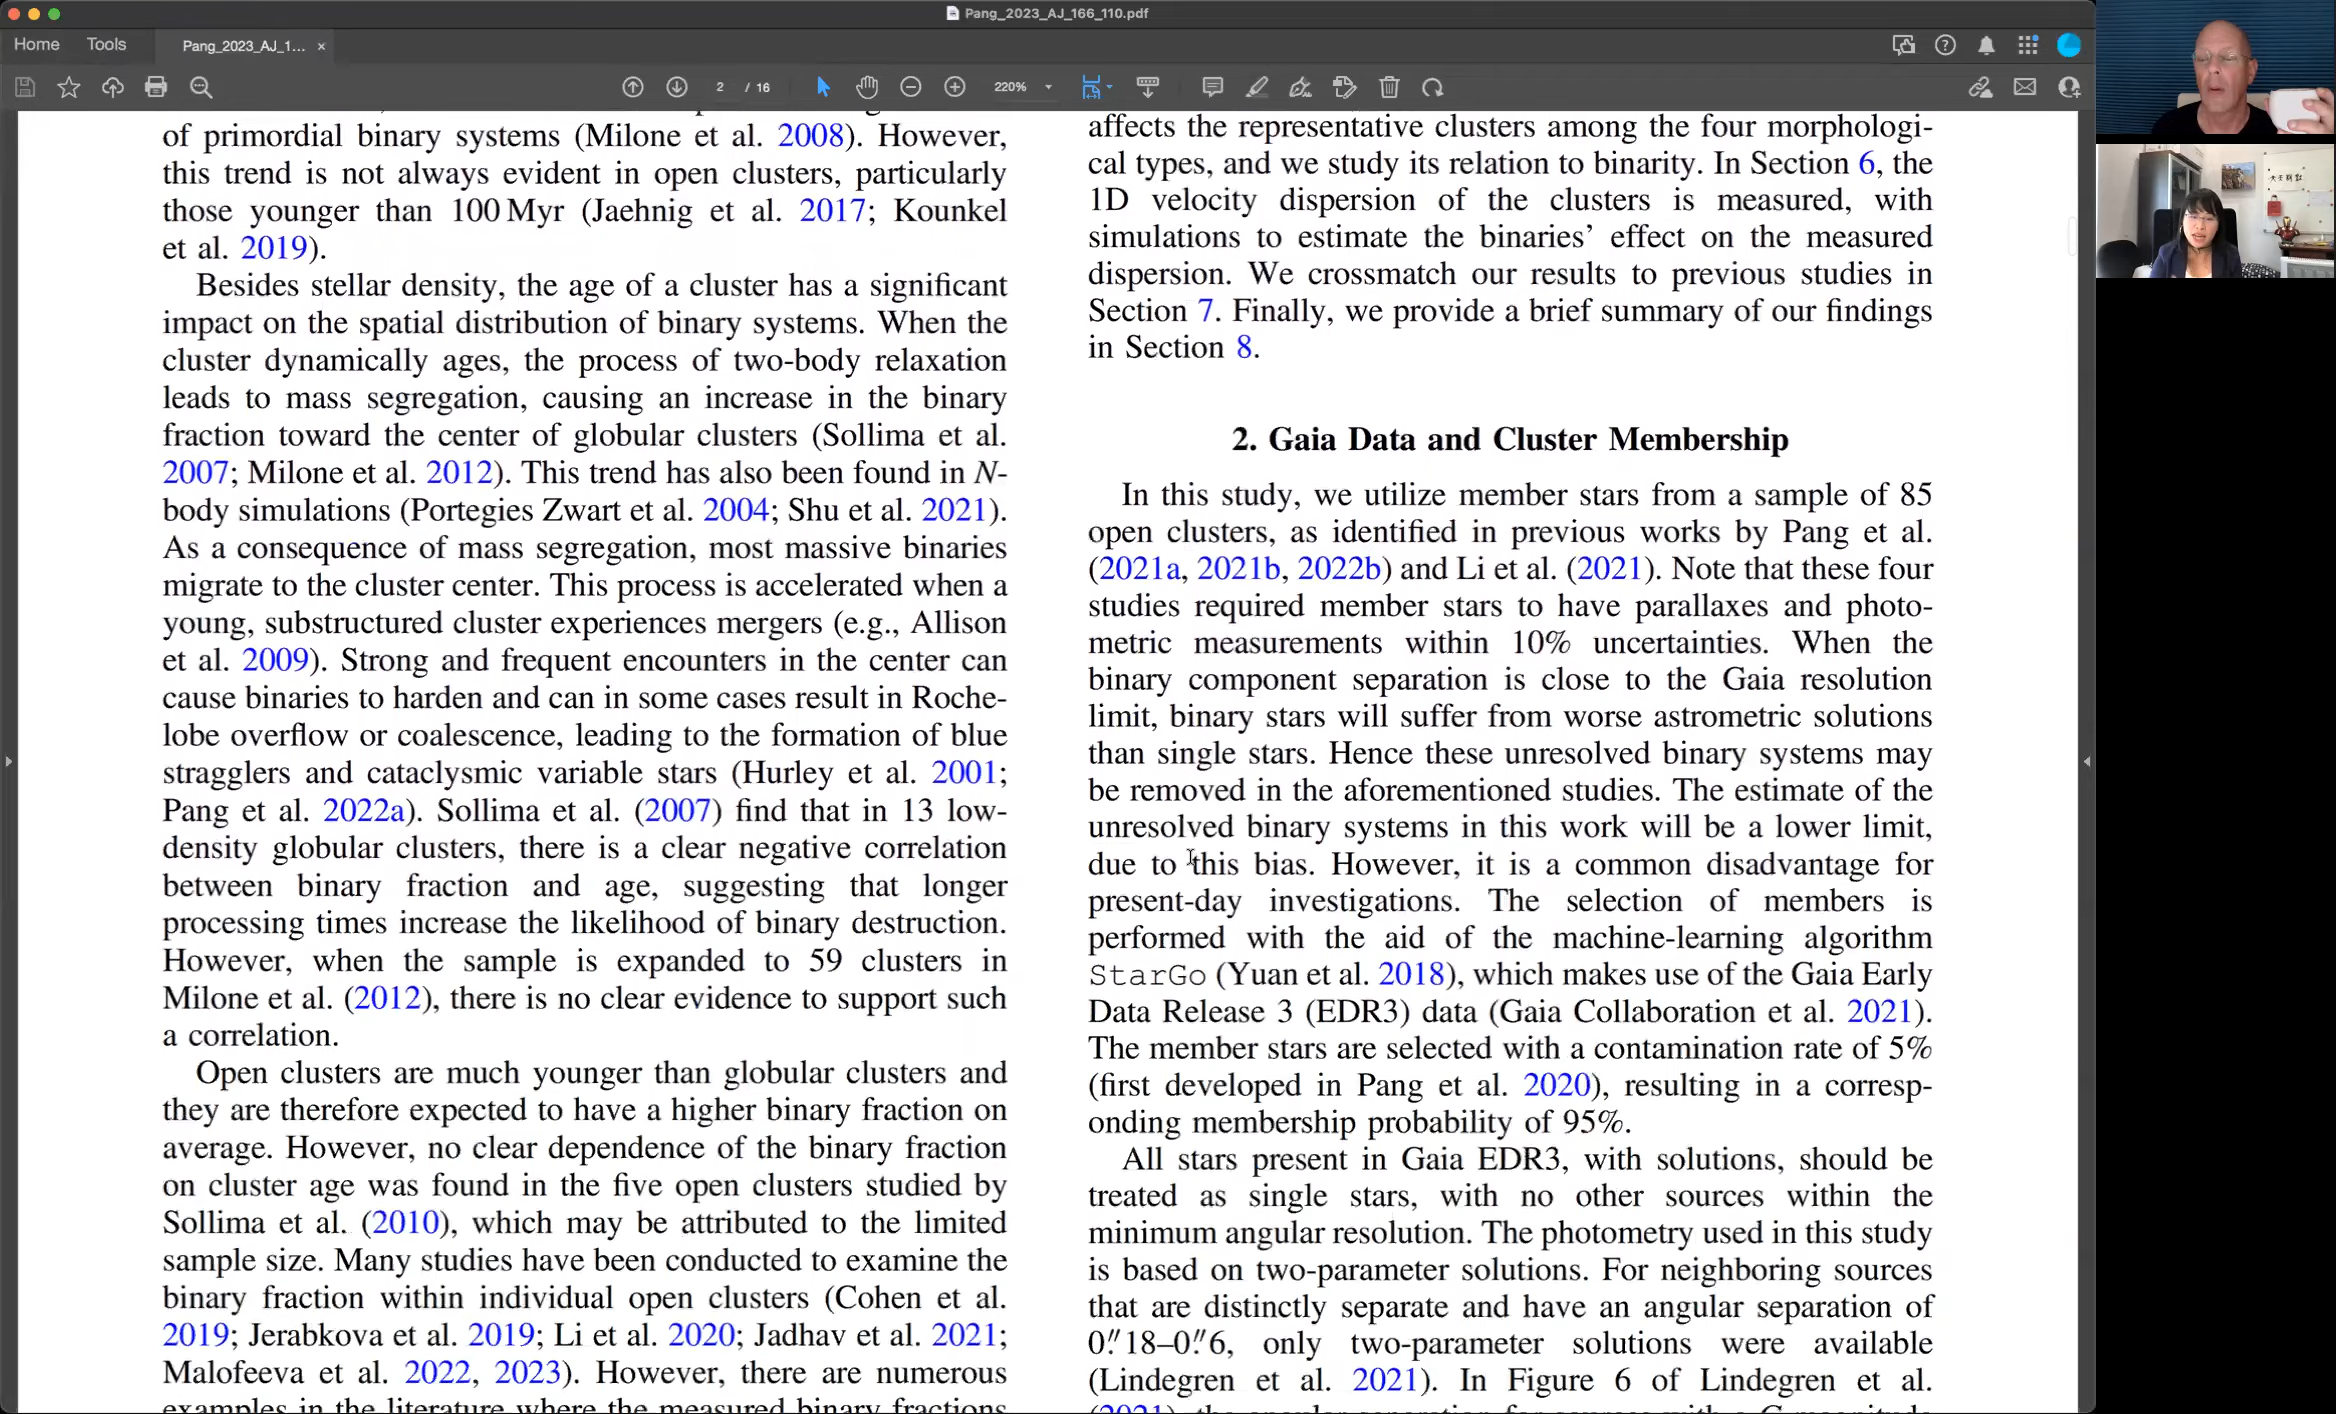 Pang_2023_AJ_166_110.pdf
Home Tools Pang_2023_AJ_1... ×
2 / 16 220%
of primordial binary systems (Milone et al. 2008). However,
this trend is not always evident in open clusters, particularly
those younger than 100 Myr (Jaehnig et al. 2017; Kounkel
et al. 2019).
Besides stellar density, the age of a cluster has a significant
impact on the spatial distribution of binary systems. When the
cluster dynamically ages, the process of two-body relaxation
leads to mass segregation, causing an increase in the binary
fraction toward the center of globular clusters (Sollima et al.
2007; Milone et al. 2012). This trend has also been found in N-
body simulations (Portegies Zwart et al. 2004; Shu et al. 2021).
As a consequence of mass segregation, most massive binaries
migrate to the cluster center. This process is accelerated when a
young, substructured cluster experiences mergers (e.g., Allison
et al. 2009). Strong and frequent encounters in the center can
cause binaries to harden and can in some cases result in Roche-
lobe overflow or coalescence, leading to the formation of blue
stragglers and cataclysmic variable stars (Hurley et al. 2001;
Pang et al. 2022a). Sollima et al. (2007) find that in 13 low-
density globular clusters, there is a clear negative correlation
between binary fraction and age, suggesting that longer
processing times increase the likelihood of binary destruction.
However, when the sample is expanded to 59 clusters in
Milone et al. (2012), there is no clear evidence to support such
a correlation.
Open clusters are much younger than globular clusters and
they are therefore expected to have a higher binary fraction on
average. However, no clear dependence of the binary fraction
on cluster age was found in the five open clusters studied by
Sollima et al. (2010), which may be attributed to the limited
sample size. Many studies have been conducted to examine the
binary fraction within individual open clusters (Cohen et al.
2019; Jerabkova et al. 2019; Li et al. 2020; Jadhav et al. 2021;
Malofeeva et al. 2022, 2023). However, there are numerous
examples in the literature where the measured binary fractions
affects the representative clusters among the four morphologi-
cal types, and we study its relation to binarity. In Section 6, the
1D velocity dispersion of the clusters is measured, with
simulations to estimate the binaries' effect on the measured
dispersion. We crossmatch our results to previous studies in
Section 7. Finally, we provide a brief summary of our findings
in Section 8.
2. Gaia Data and Cluster Membership
In this study, we utilize member stars from a sample of 85
open clusters, as identified in previous works by Pang et al.
(2021a, 2021b, 2022b) and Li et al. (2021). Note that these four
studies required member stars to have parallaxes and photo-
metric measurements within 10% uncertainties. When the
binary component separation is close to the Gaia resolution
limit, binary stars will suffer from worse astrometric solutions
than single stars. Hence these unresolved binary systems may
be removed in the aforementioned studies. The estimate of the
unresolved binary systems in this work will be a lower limit,
due to this bias. However, it is a common disadvantage for
present-day investigations. The selection of members is
performed with the aid of the machine-learning algorithm
StarGo (Yuan et al. 2018), which makes use of the Gaia Early
Data Release 3 (EDR3) data (Gaia Collaboration et al. 2021).
The member stars are selected with a contamination rate of 5%
(first developed in Pang et al. 2020), resulting in a corresp-
onding membership probability of 95%.
All stars present in Gaia EDR3, with solutions, should be
treated as single stars, with no other sources within the
minimum angular resolution. The photometry used in this study
is based on two-parameter solutions. For neighboring sources
that are distinctly separate and have an angular separation of
0."18–0."6, only two-parameter solutions were available
(Lindegren et al. 2021). In Figure 6 of Lindegren et al.